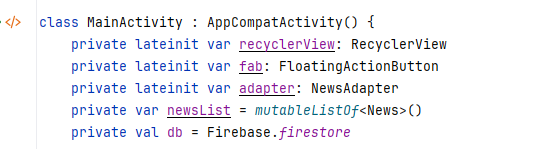 class MainActivity : AppCompatActivity() {
    private lateinit var recyclerView: RecyclerView
    private lateinit var fab: FloatingActionButton
    private lateinit var adapter: NewsAdapter
    private var newsList = mutableListOf<News>()
    private val db = Firebase.firestore